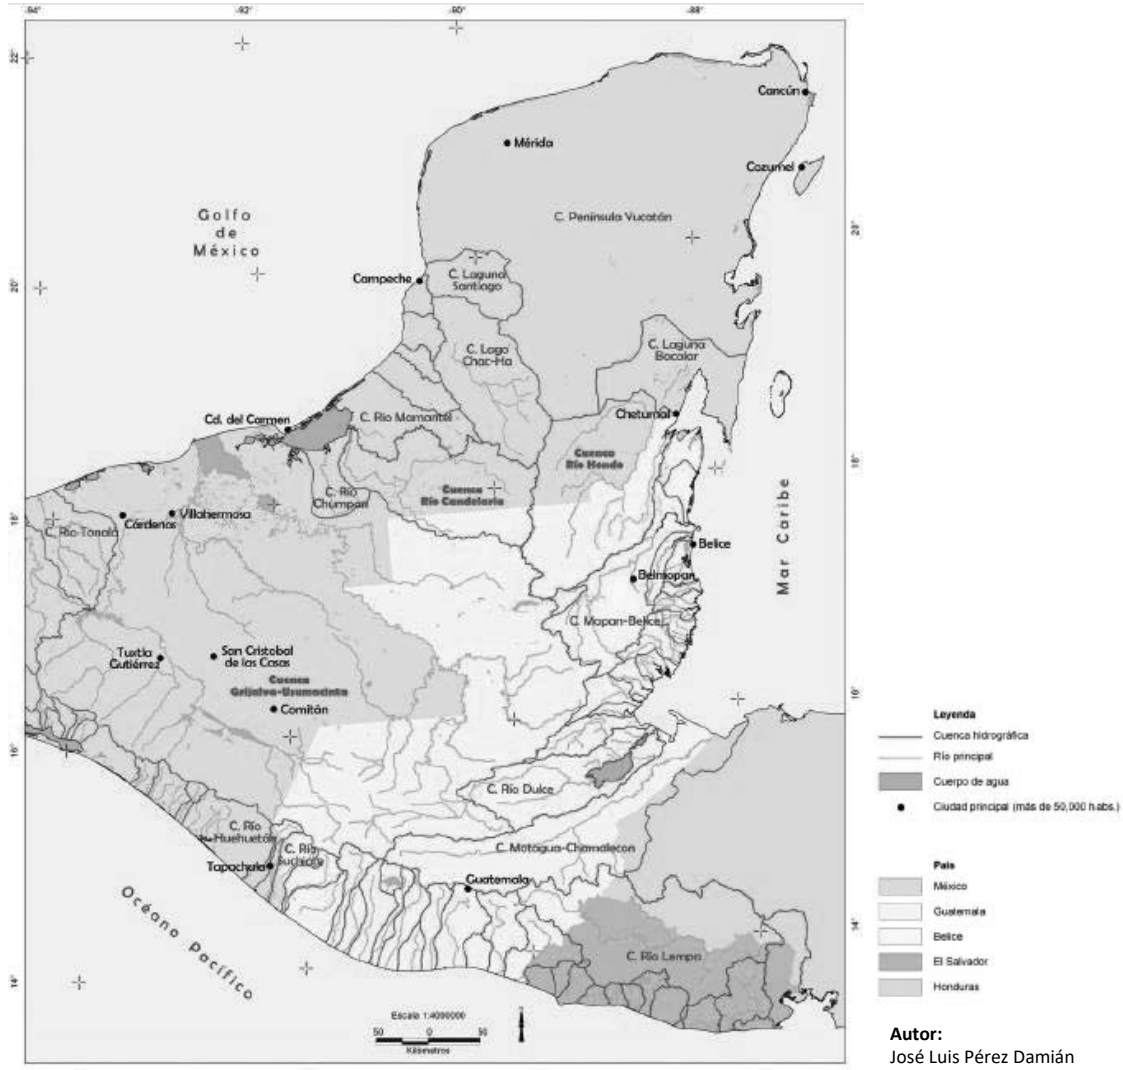 -94°
-92°
-90°
-88°
22°
Cancún
Mérida
Cozumel
Golfo
de
México
C. Península Yucatán
20°
Campeche
C. Laguna
Santiago
20°
C. Lago
Chac-Ha
C. Laguna
Bacalar
Cd. del Carmen
C. Río Mamantel
Chetumal
Cuenca
Río Hondo
18°
Cuenca
Río Candelaria
C. Río
Chumpan
18°
Cárdenas
Villahermosa
C. Río Tonalá
Belice
Belmopan
Mar Caribe
C. Mopan-Belice
Tuxtla
Gutiérrez
San Cristobal
de las Casas
Cuenca
Grijalva-Usumacinta
Comitán
16°
16°
C. Río Dulce
C. Río
Huehuetán
C. Río
Suchiate
Tapachula
C. Motagua-Chamalecon
Guatemala
Océano Pacífico
14°
C. Río Lempa
14°
Escala 1:4000000
50 0 50
Kilómetros
Leyenda
Cuenca hidrográfica
Río principal
Cuerpo de agua
Ciudad principal (más de 50,000 habs.)
País
México
Guatemala
Belice
El Salvador
Honduras
Autor:
José Luis Pérez Damián